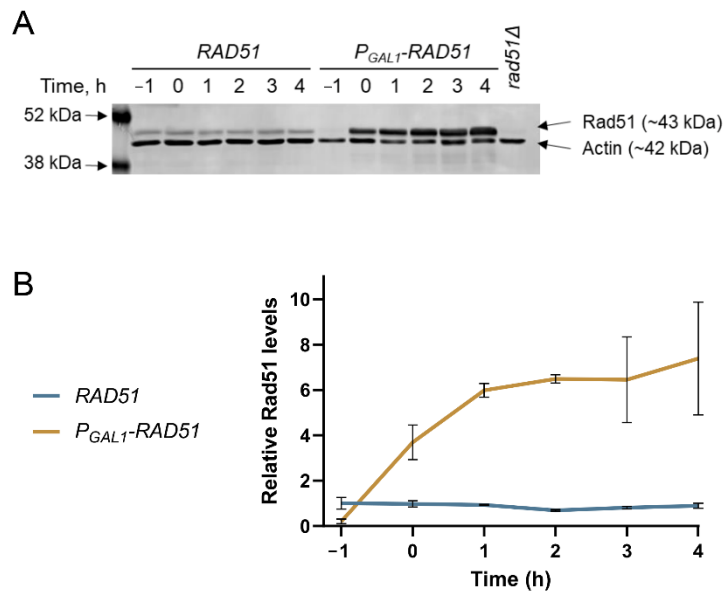 A
RAD51 P_GAL1-RAD51 rad51Δ
Time, h −1 0 1 2 3 4 −1 0 1 2 3 4
52 kDa
Rad51 (~43 kDa)
Actin (~42 kDa)
38 kDa
B
RAD51
P_GAL1-RAD51
Relative Rad51 levels
10
8
6
4
2
0
−1 0 1 2 3 4
Time (h)